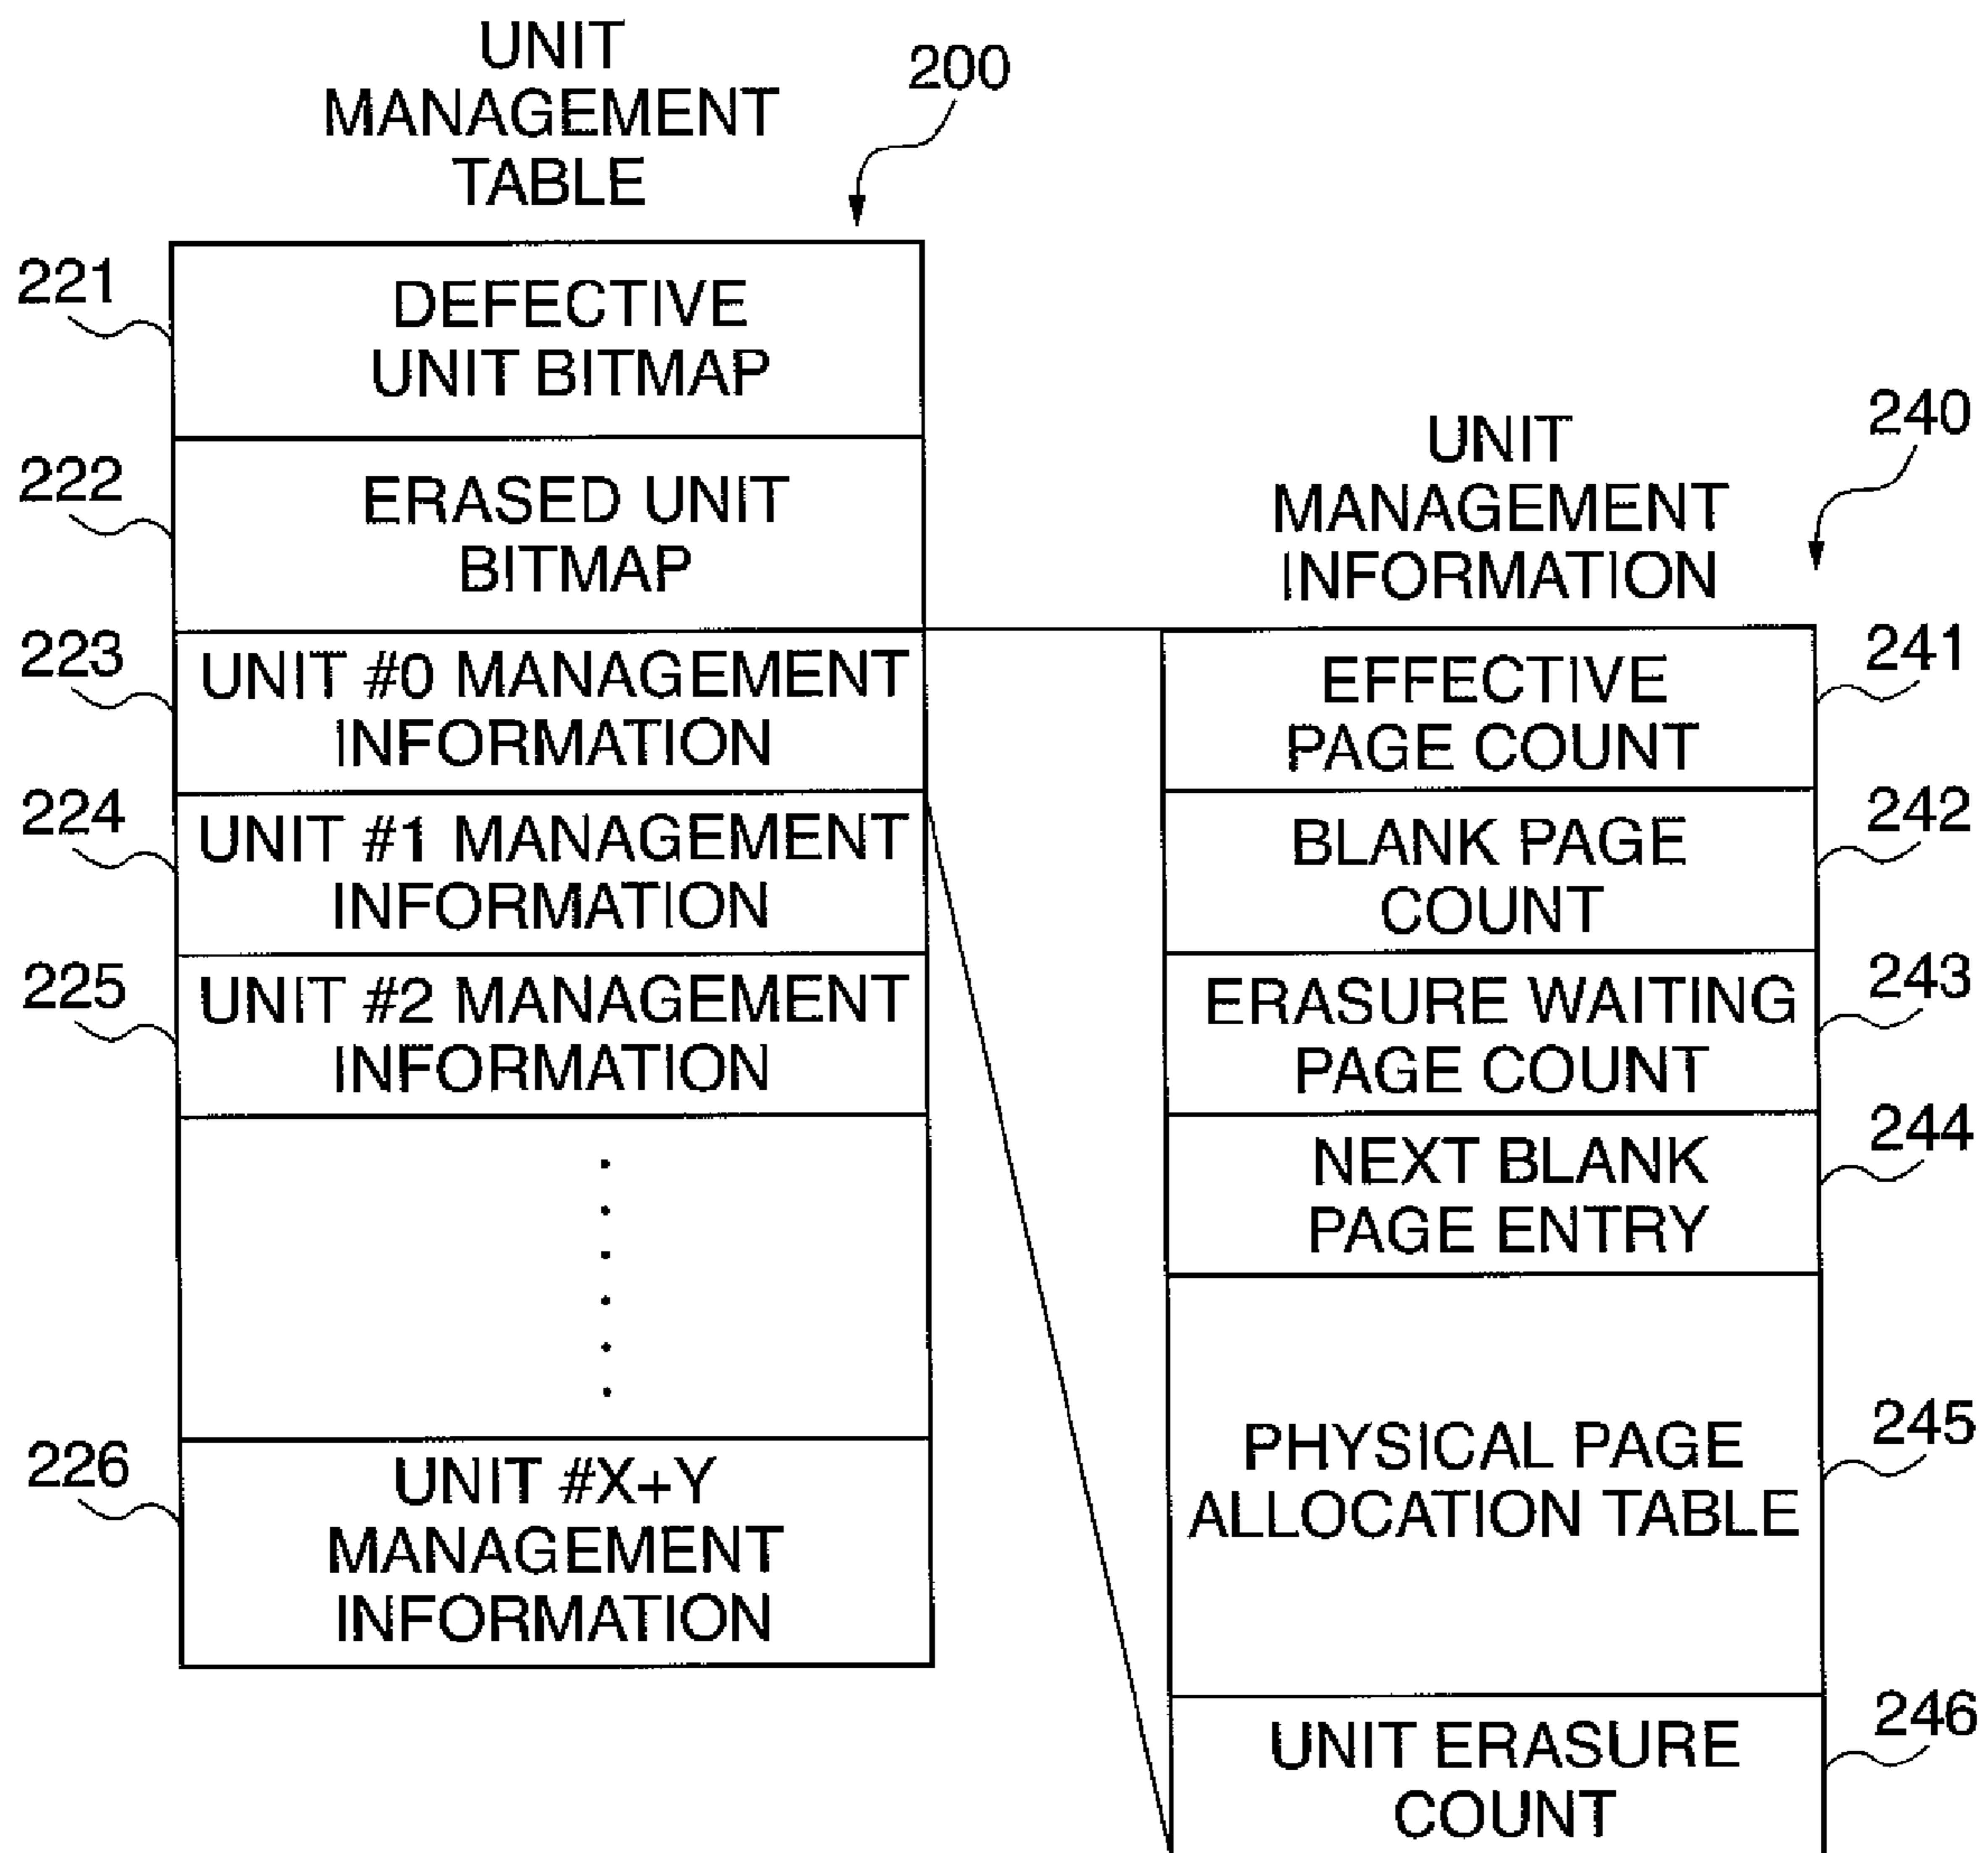 UNIT
MANAGEMENT
TABLE
200
221
DEFECTIVE
UNIT BITMAP
222
ERASED UNIT
BITMAP
223
UNIT #0 MANAGEMENT
INFORMATION
224
UNIT #1 MANAGEMENT
INFORMATION
225
UNIT #2 MANAGEMENT
INFORMATION
226
UNIT #X+Y
MANAGEMENT
INFORMATION
UNIT
MANAGEMENT
INFORMATION
240
EFFECTIVE
PAGE COUNT
241
BLANK PAGE
COUNT
242
ERASURE WAITING
PAGE COUNT
243
NEXT BLANK
PAGE ENTRY
244
PHYSICAL PAGE
ALLOCATION TABLE
245
UNIT ERASURE
COUNT
246